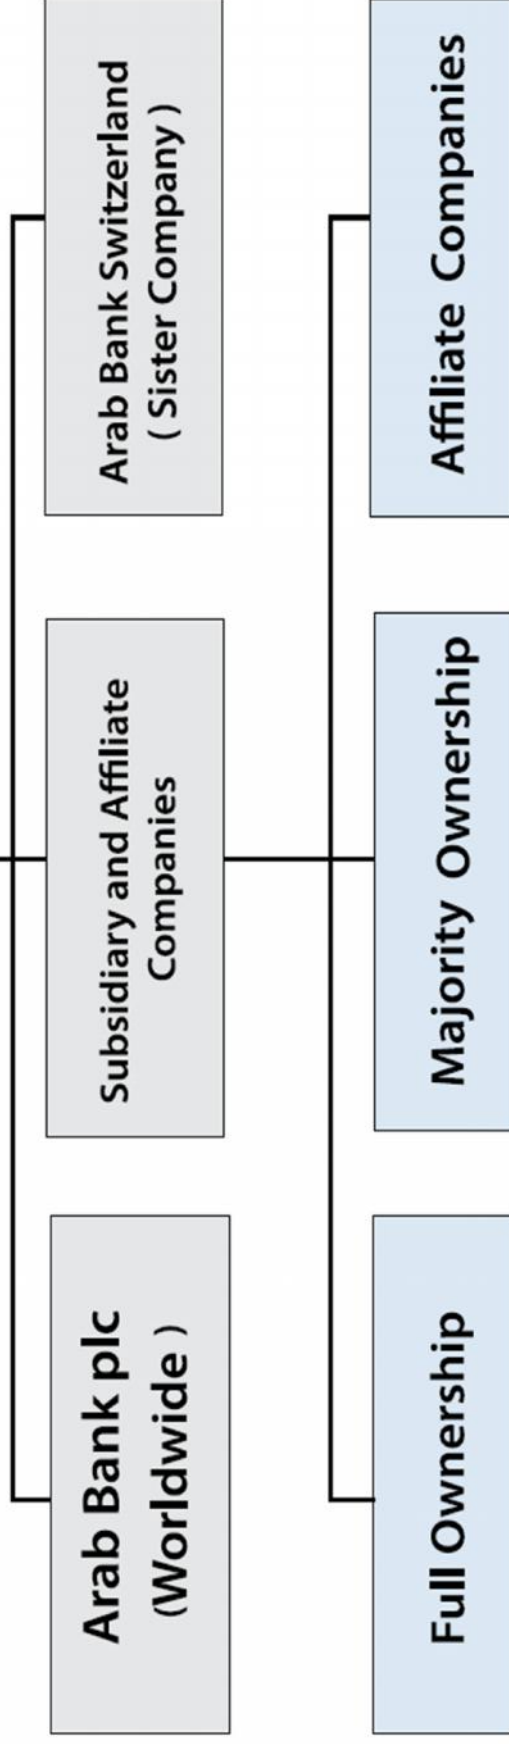 Arab Bank plc
(Worldwide )
Subsidiary and Affiliate
Companies
Arab Bank Switzerland
( Sister Company )
Full Ownership
Majority Ownership
Affiliate Companies